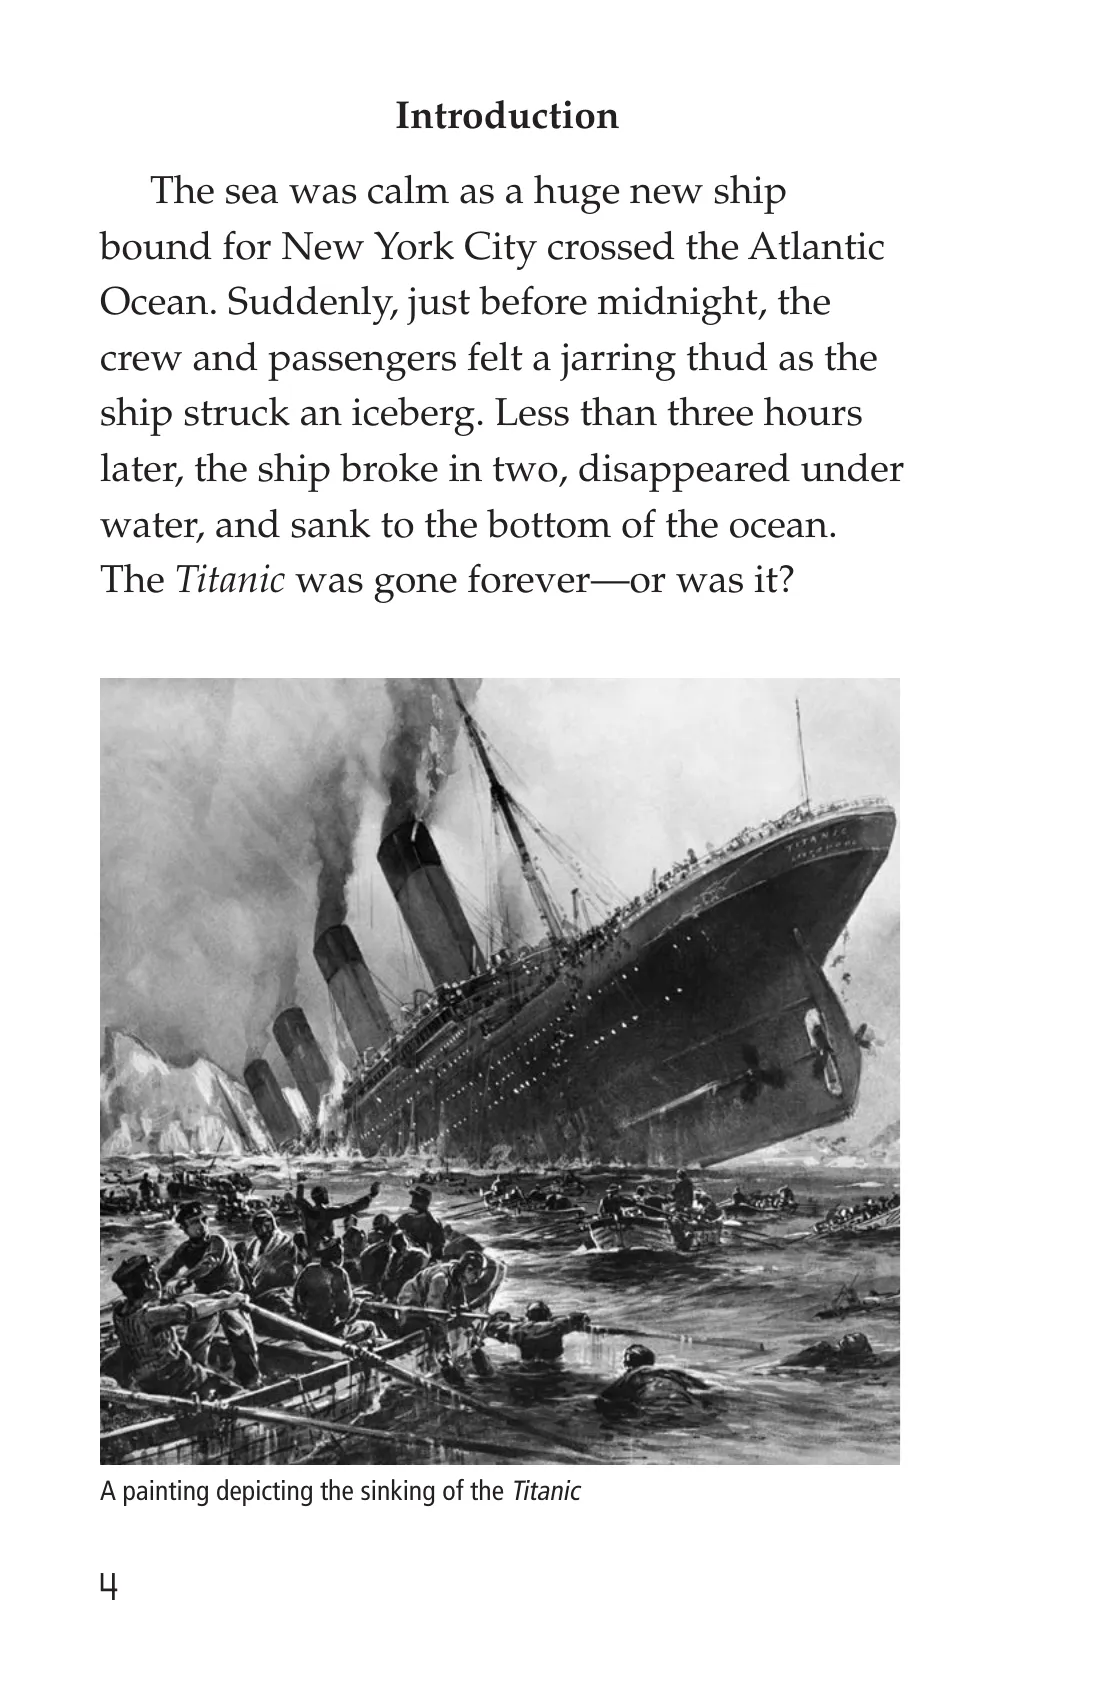 Introduction
The sea was calm as a huge new ship
bound for New York City crossed the Atlantic
Ocean. Suddenly, just before midnight, the
crew and passengers felt a jarring thud as the
ship struck an iceberg. Less than three hours
later, the ship broke in two, disappeared under
water, and sank to the bottom of the ocean.
The Titanic was gone forever—or was it?
TITANIC
LIVERPOOL
A painting depicting the sinking of the Titanic
4